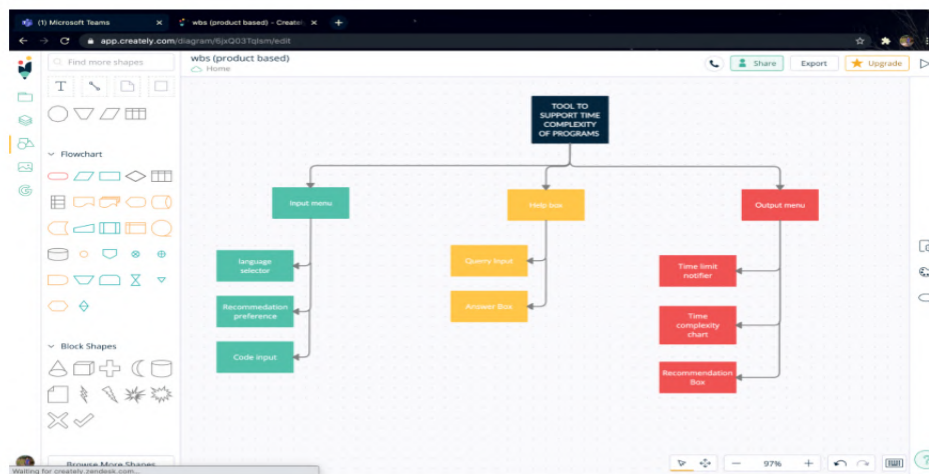 (1) Microsoft Teams
wbs (product based) - Creately
app.creately.com/diagram/6jxQ03Tqlsm/edit
Find more shapes
wbs (product based)
Home
Share
Export
Upgrade
T
Flowchart
Block Shapes
Browse More Shapes
TOOL TO
SUPPORT TIME
COMPLEXITY
OF PROGRAMS
Input menu
Help box
Output menu
language
selector
Recommedation
preference
Code input
Querry input
Answer Box
Time limit
notifier
Time
complexity
chart
Recommendation
Box
Waiting for creately.zendesk.com...
97%